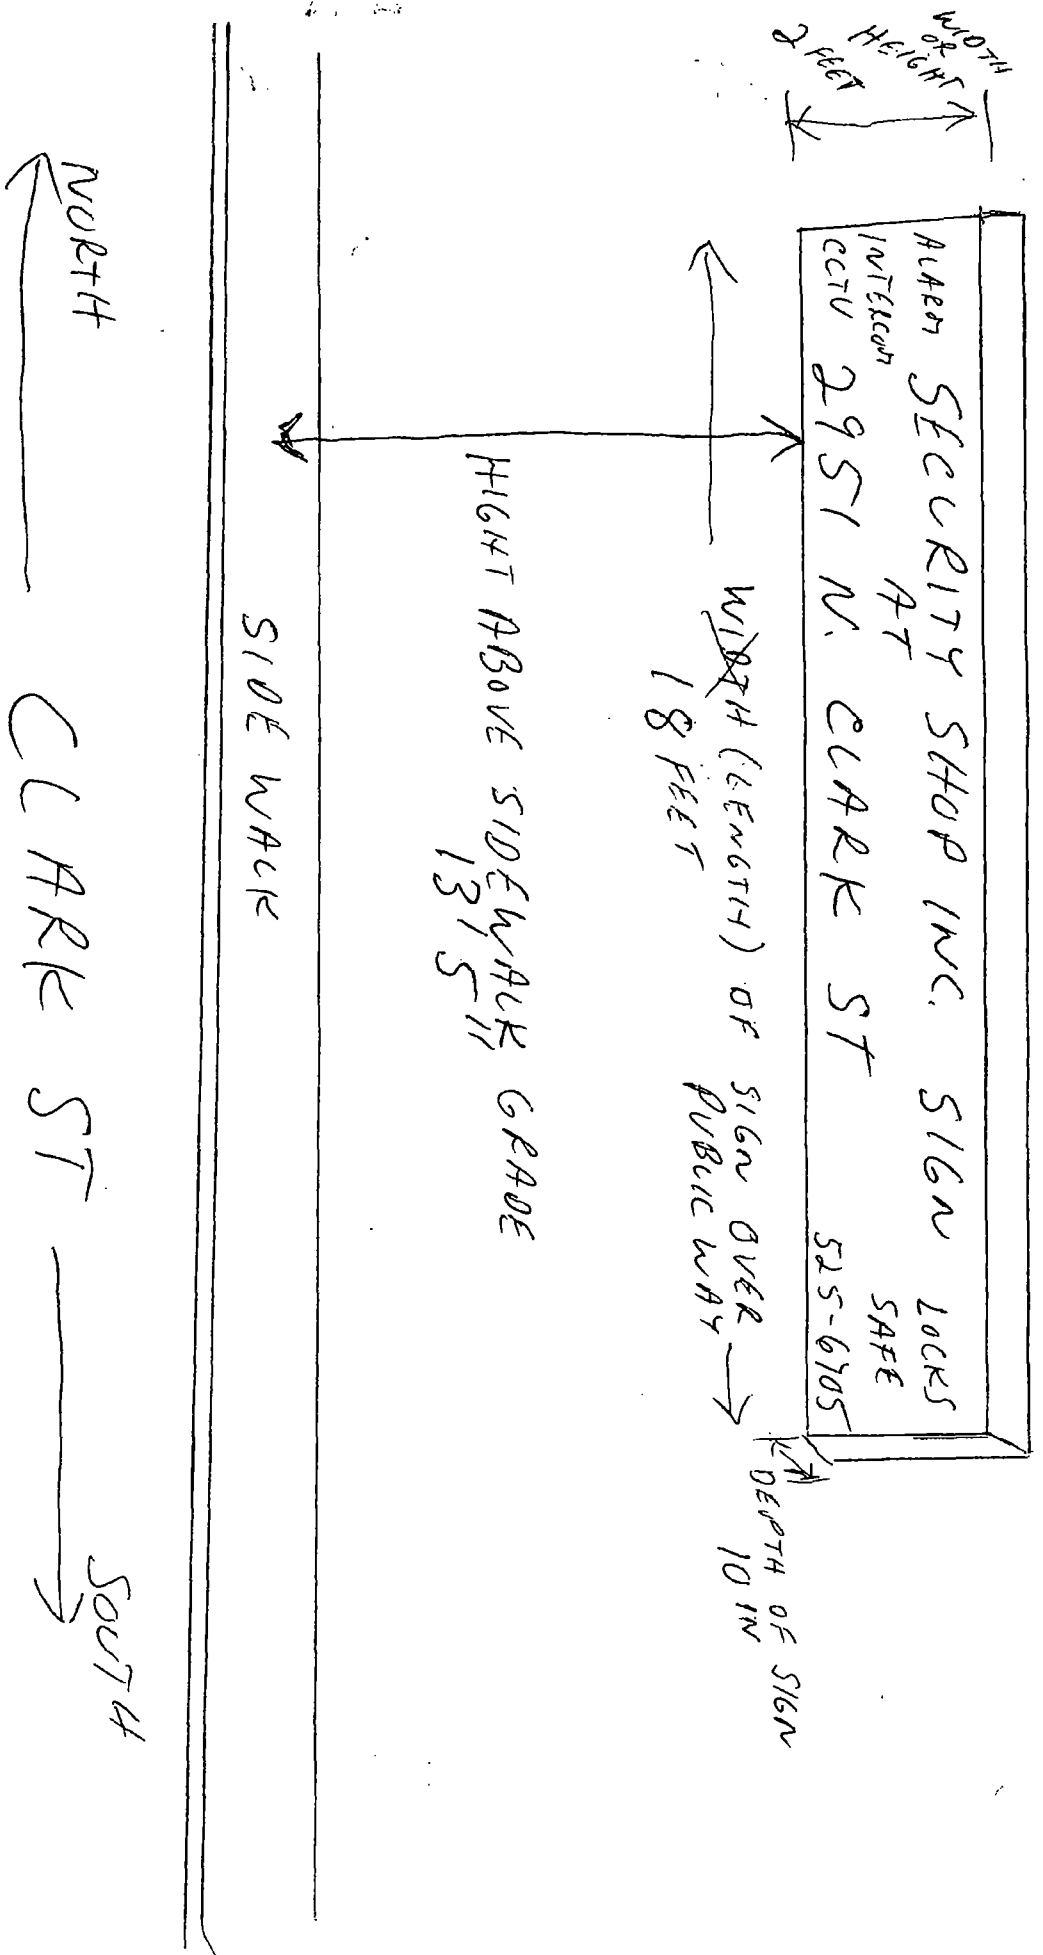 WIDTH
OR
HEIGHT
2 FEET
ALARM SECURITY SHOP INC. SIGN LOCKS
INTERCOM AT SAFE
CCTV 2951 N. CLARK ST 525-6705
WIDTH (LENGTH) OF SIGN OVER
18 FEET PUBLIC WAY
DEPTH OF SIGN
10 IN
HIGHT ABOVE SIDEWALK GRADE
13' 5"
SIDE WALK
NORTH CLARK ST SOUTH